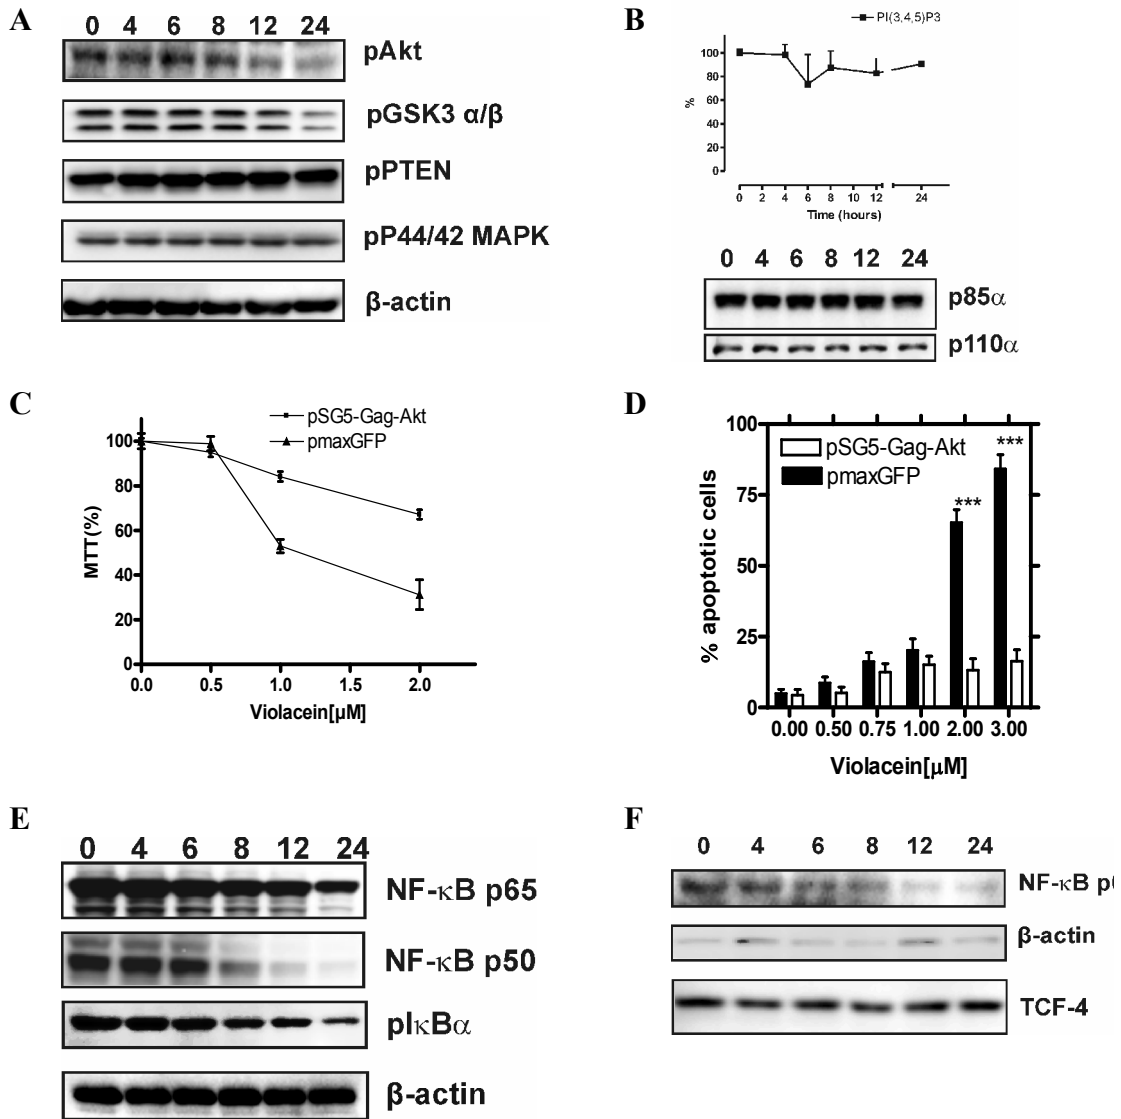 A
0 4 6 8 12 24
pAkt
pGSK3 α/β
pPTEN
pP44/42 MAPK
β-actin
B
PI(3,4,5)P3
100
80
60
40
20
0
%
0 2 4 6 8 10 12 24
Time (hours)
0 4 6 8 12 24
p85α
p110α
C
pSG5-Gag-Akt
pmaxGFP
100
80
60
40
20
0
MTT(%)
0.0 0.5 1.0 1.5 2.0
Violacein[µM]
D
100
75
50
25
0
% apoptotic cells
pSG5-Gag-Akt
pmaxGFP
***
***
0.00 0.50 0.75 1.00 2.00 3.00
Violacein[µM]
E
0 4 6 8 12 24
NF-κB p65
NF-κB p50
pIκBα
β-actin
F
0 4 6 8 12 24
NF-κB
β-actin
TCF-4